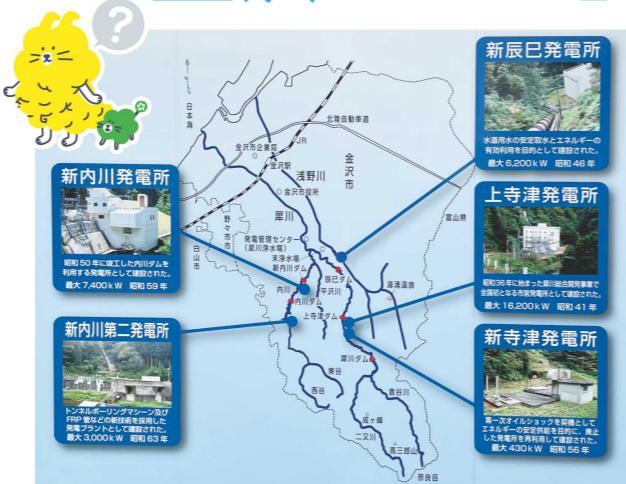 ?
新辰巳発電所
水道用水の安定取水とエネルギーの
有効利用を目的として建設された。
最大 6,200kW 昭和 46 年
上寺津発電所
昭和36年に始まった犀川総合開発事業で
全国初となる市営発電所として建設された。
最大 16,200kW 昭和 41 年
新寺津発電所
第一次オイルショックを契機として
エネルギーの安定供給を目的に、廃止
した発電所を再利用して建設された。
最大 430kW 昭和 56 年
新内川発電所
昭和 50 年に竣工した内川ダムを
利用する発電所として建設された。
最大 7,400kW 昭和 59 年
新内川第二発電所
トンネルボーリングマシーン及び
FRP 管などの新技術を採用した
発電プラントとして建設された。
最大 3,000kW 昭和 63 年
日本海
北陸自動車道
JR
金沢市企業局
金沢駅
浅野川
金沢市
金沢市役所
犀川
富山県
野々市市
白山市
発電管理センター
(犀川浄水場)
末浄水場
新内川ダム
辰巳ダム
湯涌温泉
内川
平沢川
内川ダム
上寺津ダム
犀川ダム
東谷
西谷
倉谷川
成ヶ峰
二又川
高三郎山
奈良岳